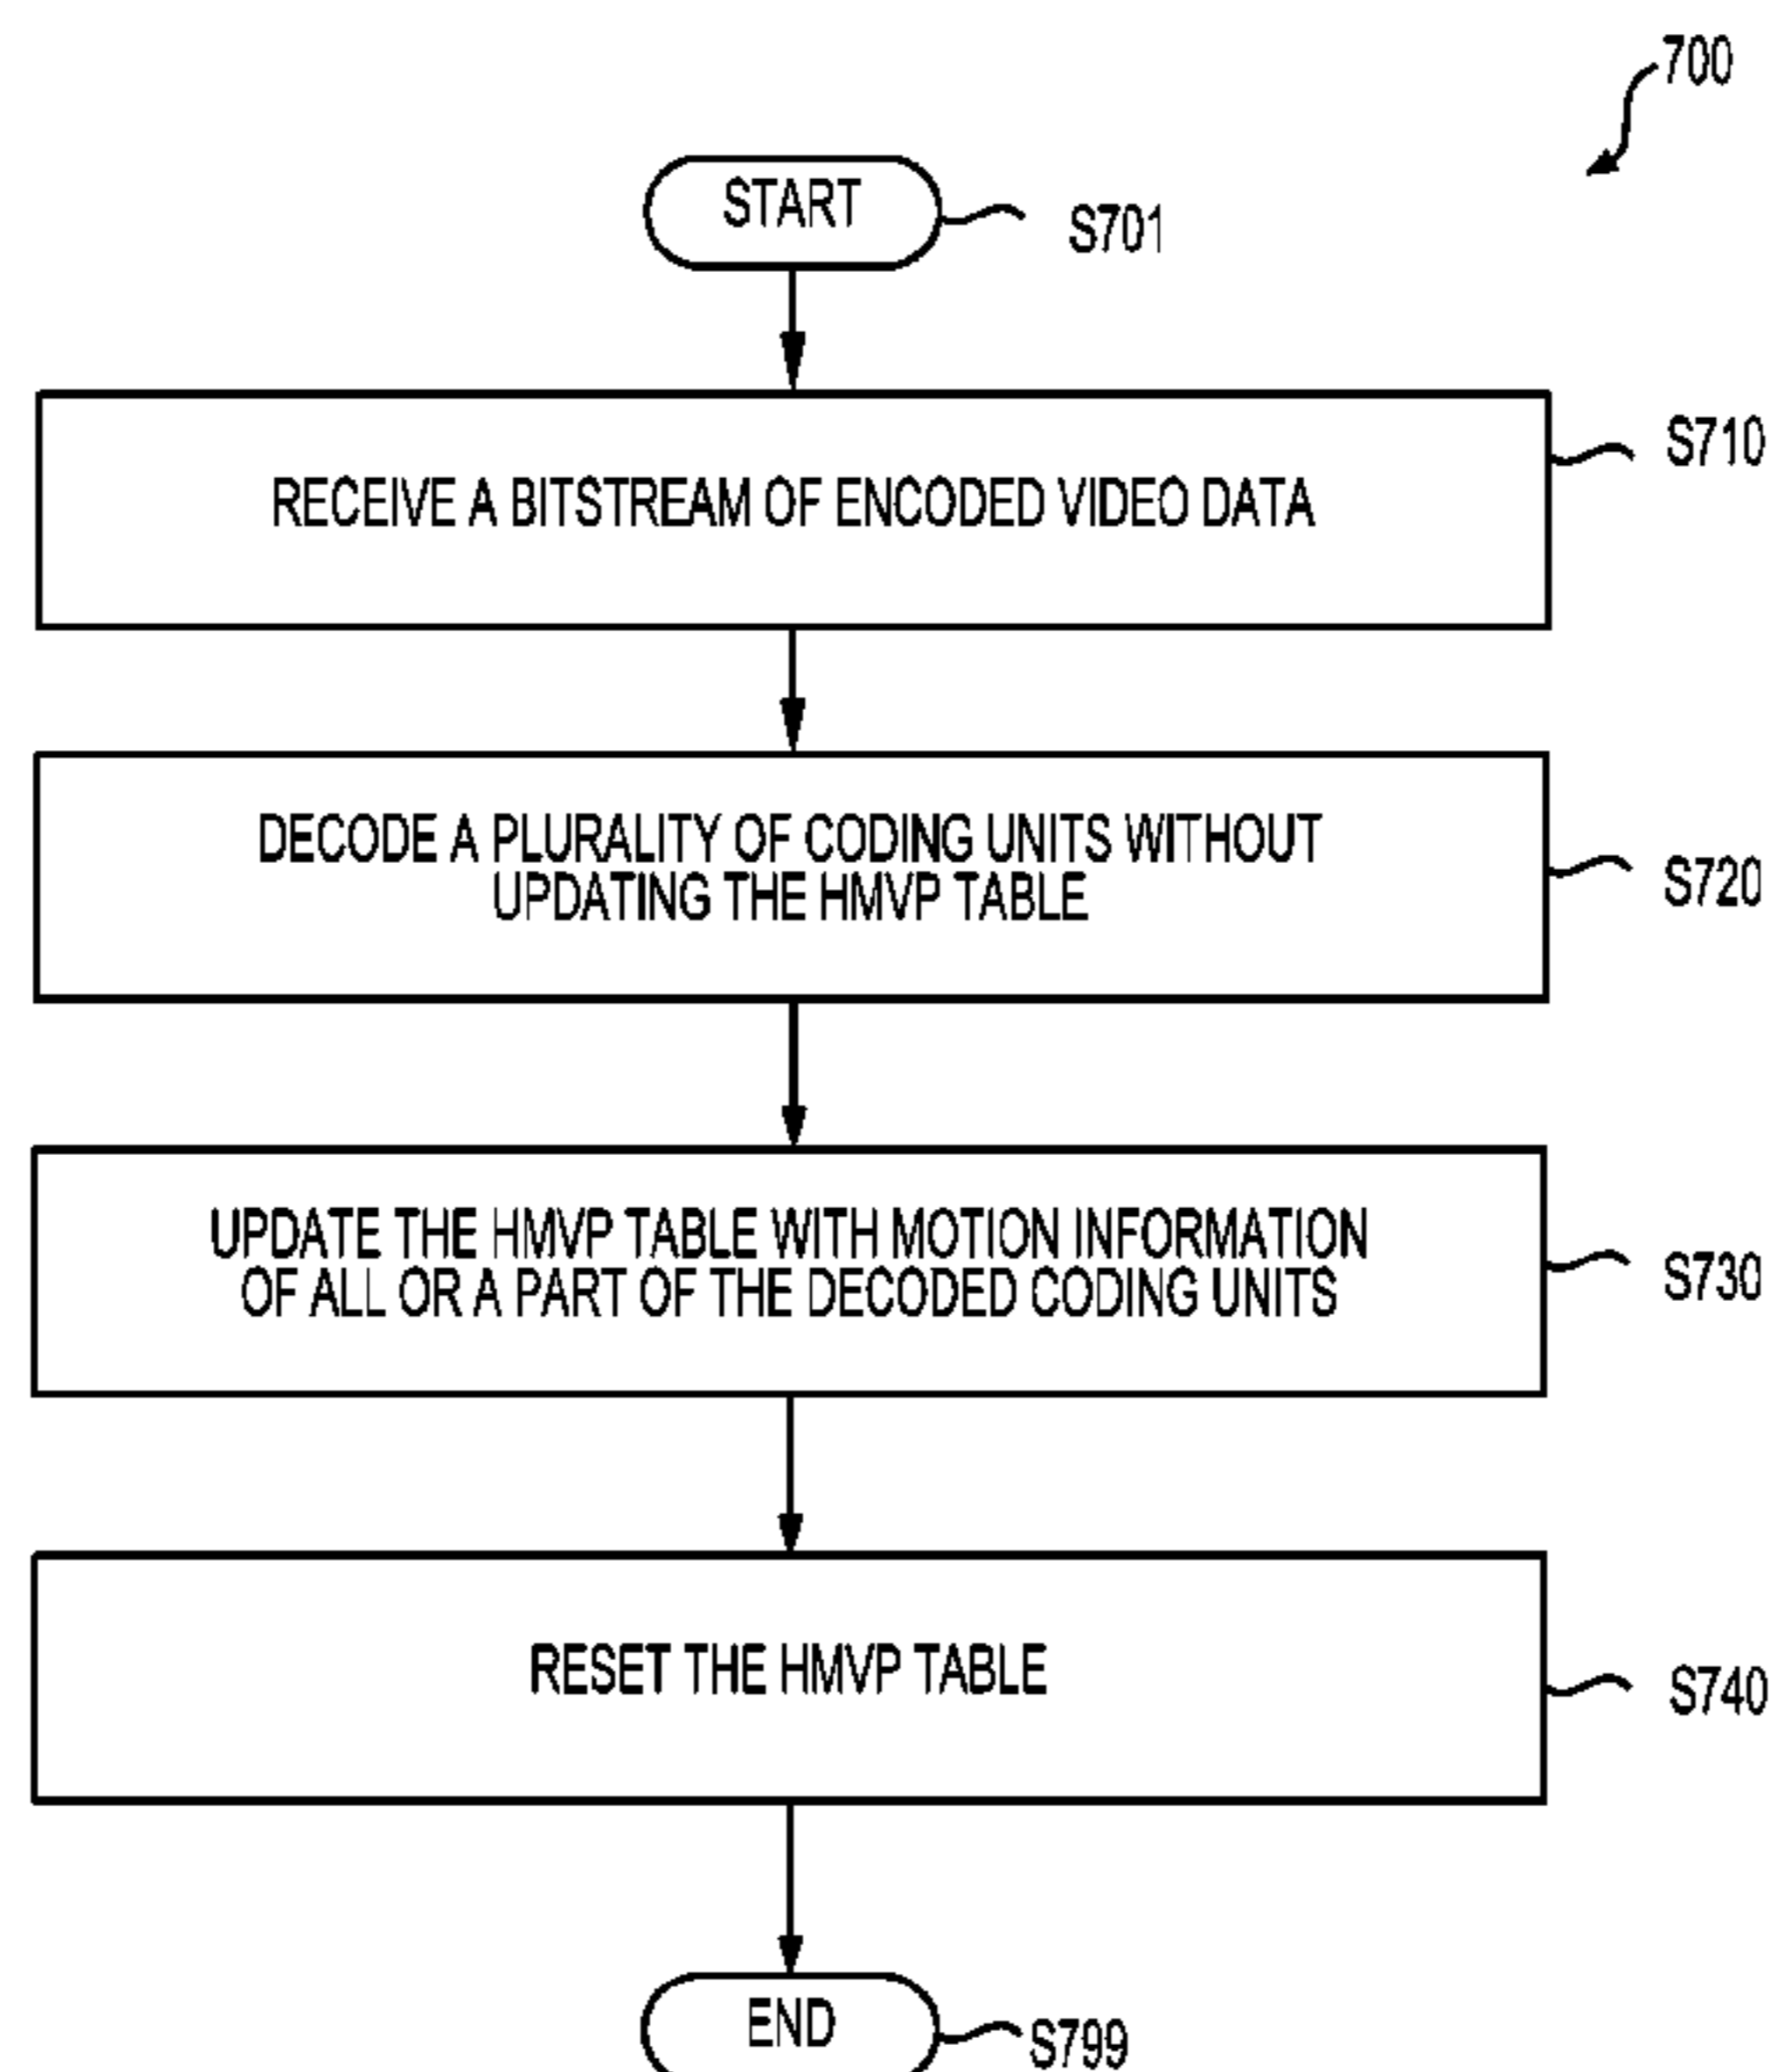 700
START
S701
RECEIVE A BITSTREAM OF ENCODED VIDEO DATA
S710
DECODE A PLURALITY OF CODING UNITS WITHOUT
UPDATING THE HMVP TABLE
S720
UPDATE THE HMVP TABLE WITH MOTION INFORMATION
OF ALL OR A PART OF THE DECODED CODING UNITS
S730
RESET THE HMVP TABLE
S740
END
S799